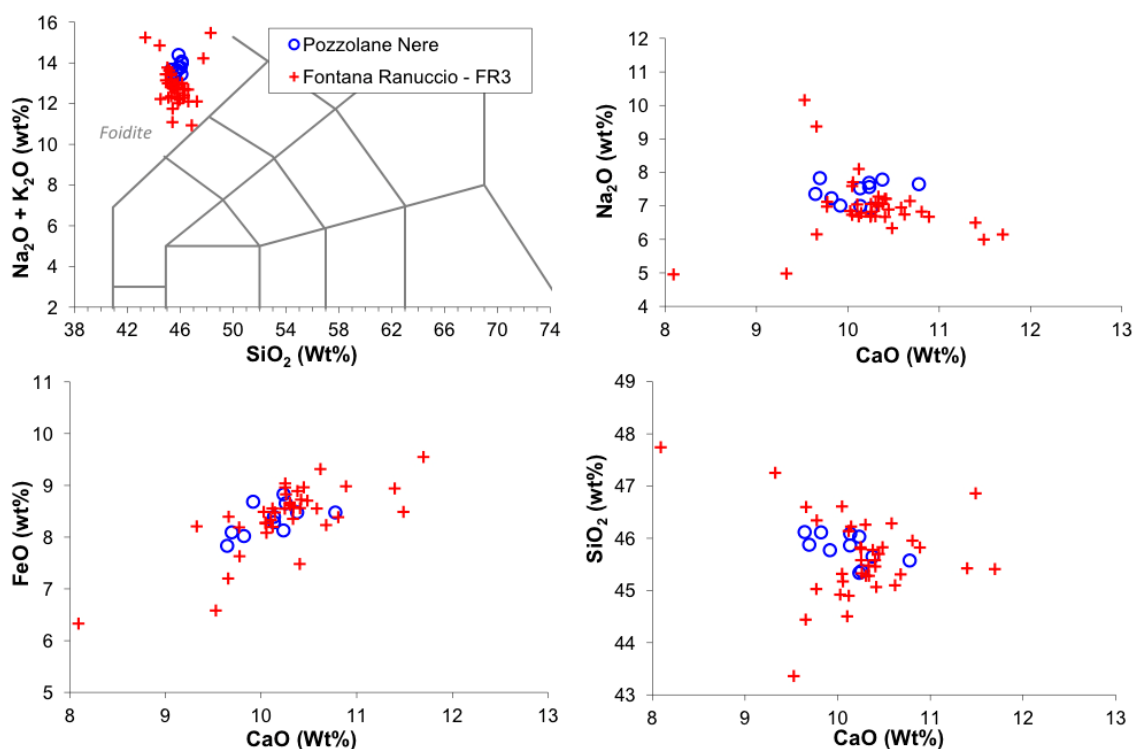 Na₂O + K₂O (wt%)
16
14
12
10
8
6
4
2
Pozzolane Nere
Fontana Ranuccio - FR3
Foidite
38 42 46 50 54 58 62 66 70 74
SiO₂ (Wt%)
Na₂O (wt%)
12
11
10
9
8
7
6
5
4
8 9 10 11 12 13
CaO (Wt%)
FeO (wt%)
11
10
9
8
7
6
5
8 9 10 11 12 13
CaO (Wt%)
SiO₂ (wt%)
49
48
47
46
45
44
43
8 9 10 11 12 13
CaO (Wt%)